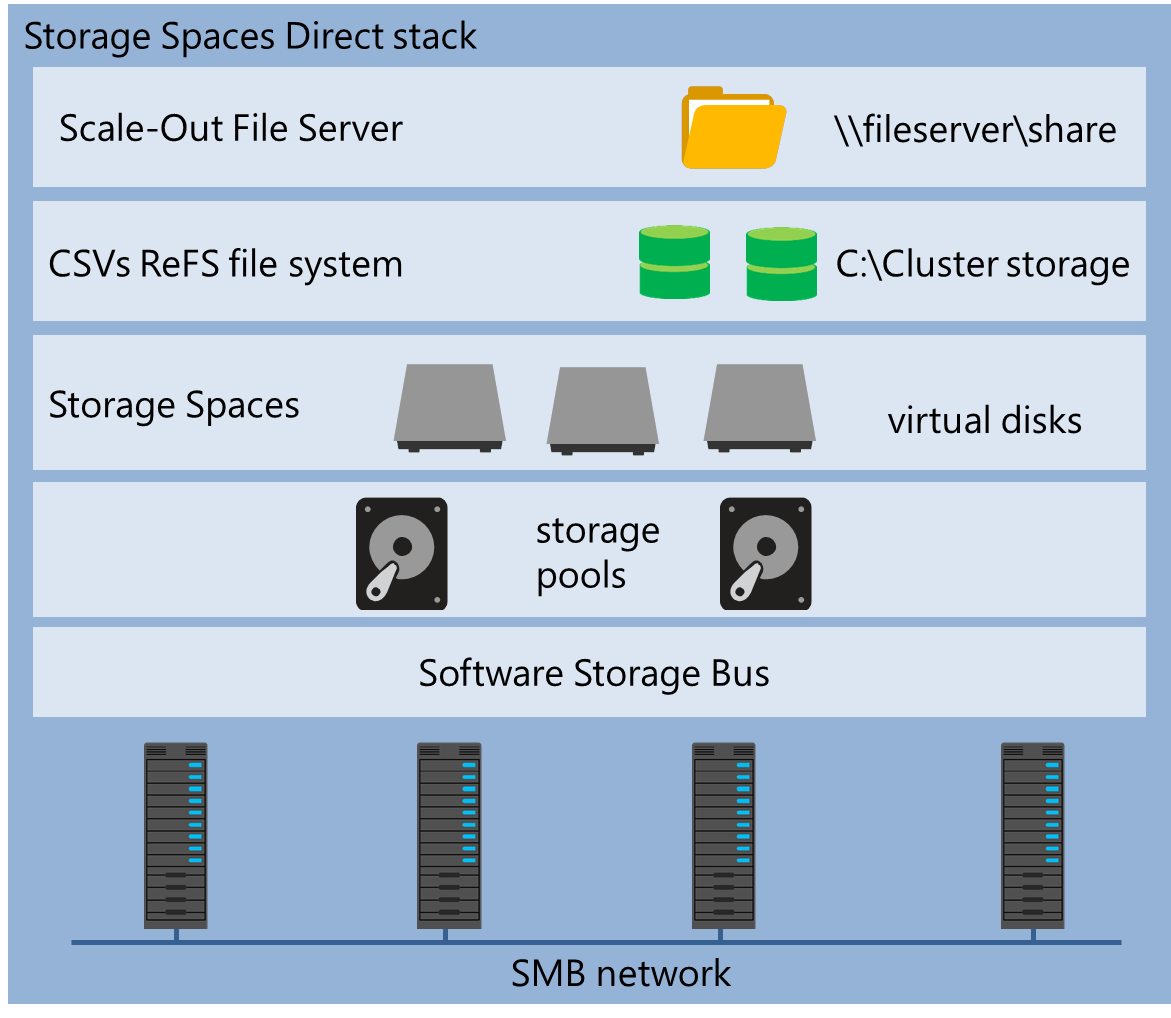 Storage Spaces Direct stack
Scale-Out File Server
\\fileserver\share
CSVs ReFS file system
C:\Cluster storage
Storage Spaces
virtual disks
storage
pools
Software Storage Bus
SMB network